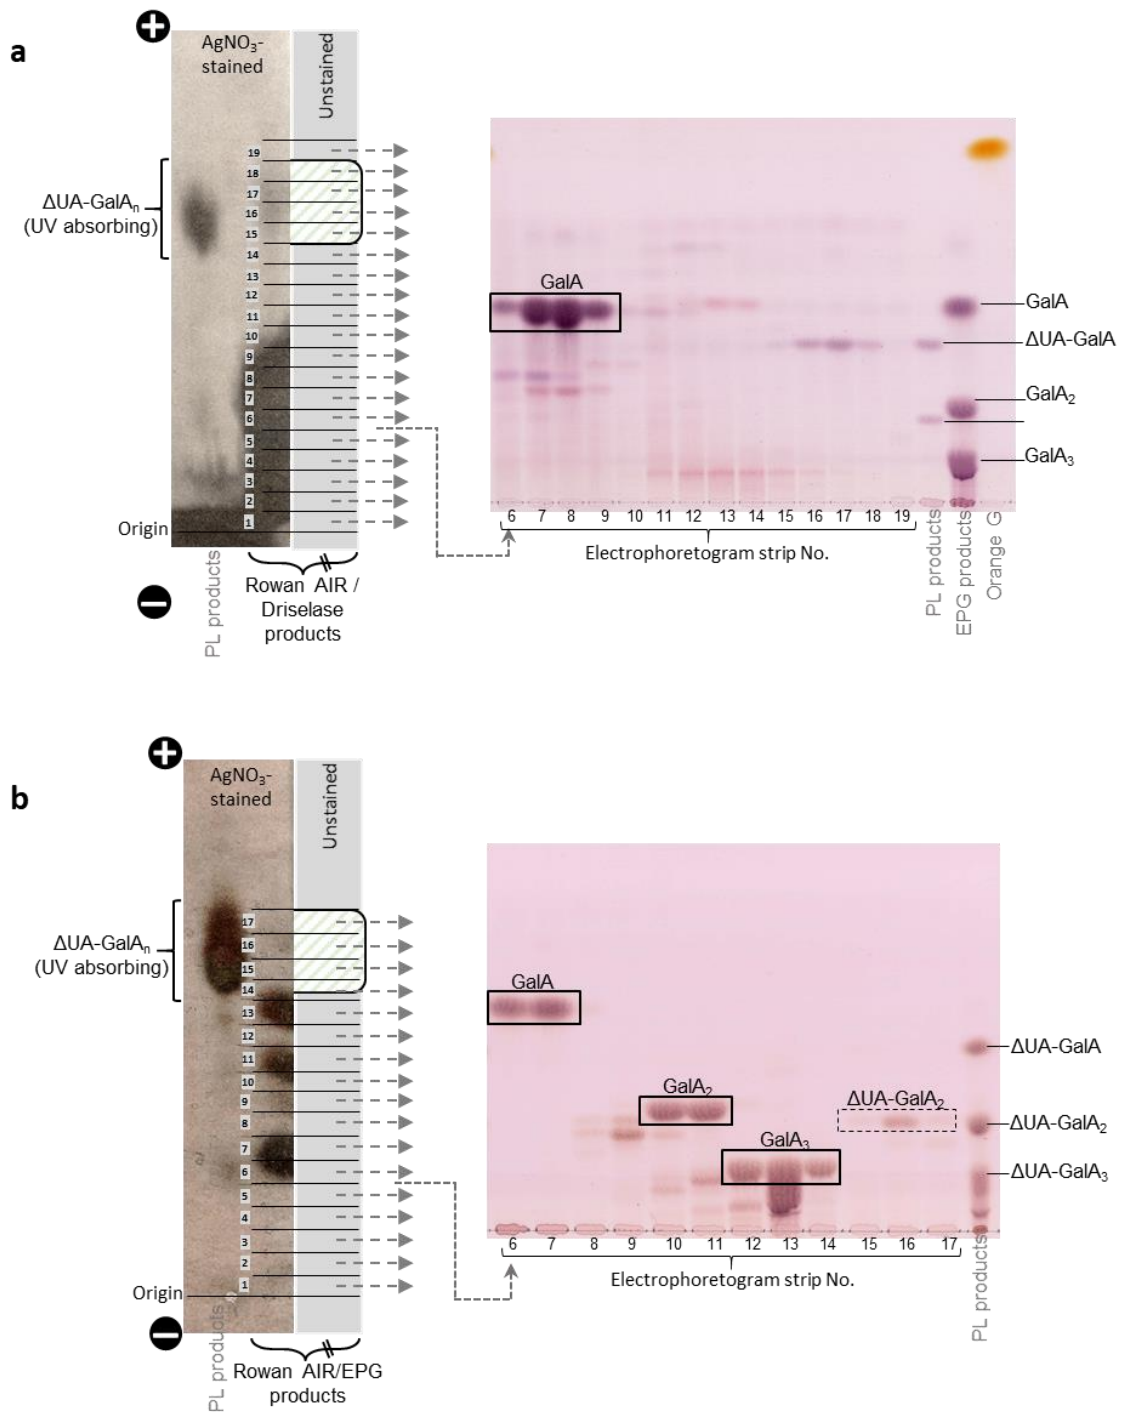 a
AgNO3-
stained
Unstained
19
18
17
16
15
14
13
12
11
10
9
8
7
6
5
4
3
2
1
ΔUA-GalAn
(UV absorbing)
Origin
PL products
Rowan AIR /
Driselase
products
GalA
GalA
ΔUA-GalA
GalA2
GalA3
6 7 8 9 10 11 12 13 14 15 16 17 18 19
Electrophoretogram strip No.
PL products
EPG products
Orange G
b
AgNO3-
stained
Unstained
17
16
15
14
13
12
11
10
9
8
7
6
5
4
3
2
1
ΔUA-GalAn
(UV absorbing)
Origin
PL products
Rowan AIR/EPG
products
GalA
GalA2
GalA3
ΔUA-GalA2
ΔUA-GalA
ΔUA-GalA2
ΔUA-GalA3
6 7 8 9 10 11 12 13 14 15 16 17
Electrophoretogram strip No.
PL products